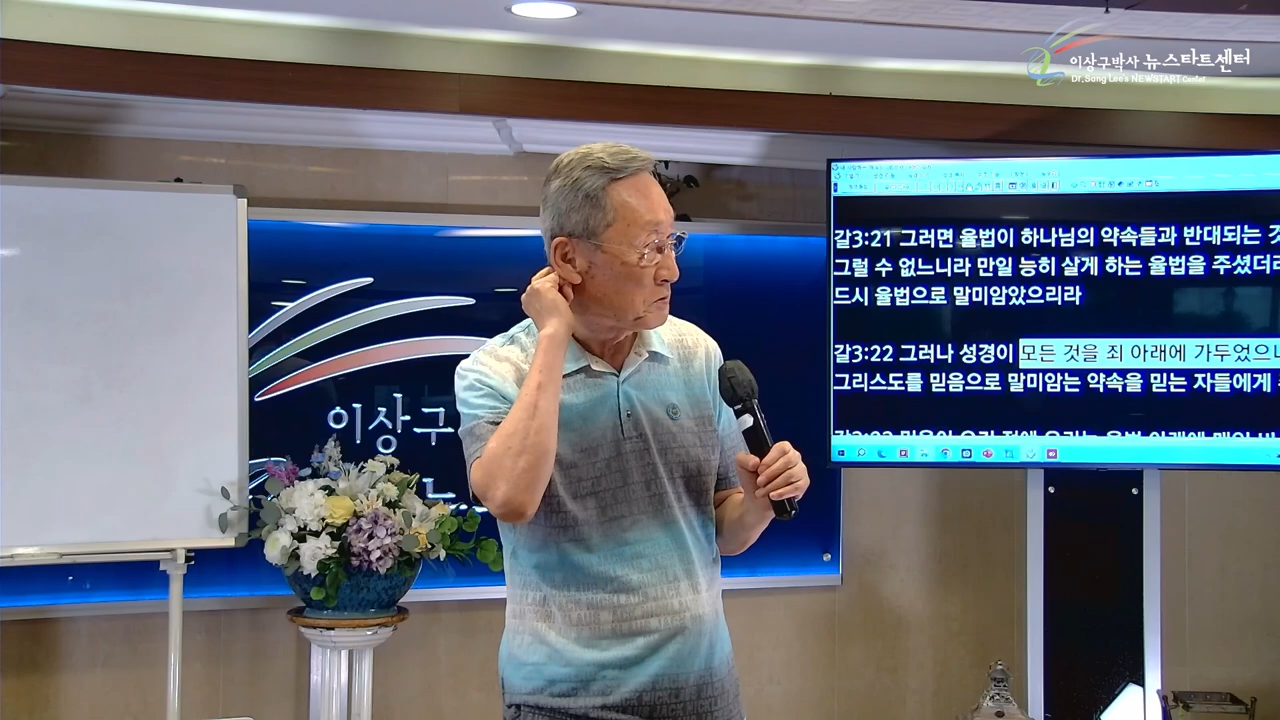 이상구박사 뉴스타트센터
Dr. Sang Lee's NEWSTART Center
갈3:21 그러면 율법이 하나님의 약속들과 반대되는
그럴 수 없느니라 만일 능히 살게 하는 율법을 주셨더라
드시 율법으로 말미암았으리라
갈3:22 그러나 성경이 모든 것을 죄 아래에 가두었으니
그리스도를 믿음으로 말미암는 약속을 믿는 자들에게
이상구